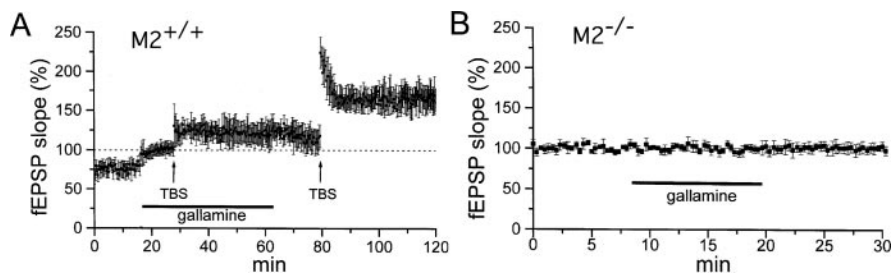 A
M2+/+
fEPSP slope (%)
250
200
150
100
50
0
TBS
TBS
gallamine
0 20 40 60 80 100 120
min
B
M2-/-
fEPSP slope (%)
250
200
150
100
50
0
gallamine
0 5 10 15 20 25 30
min